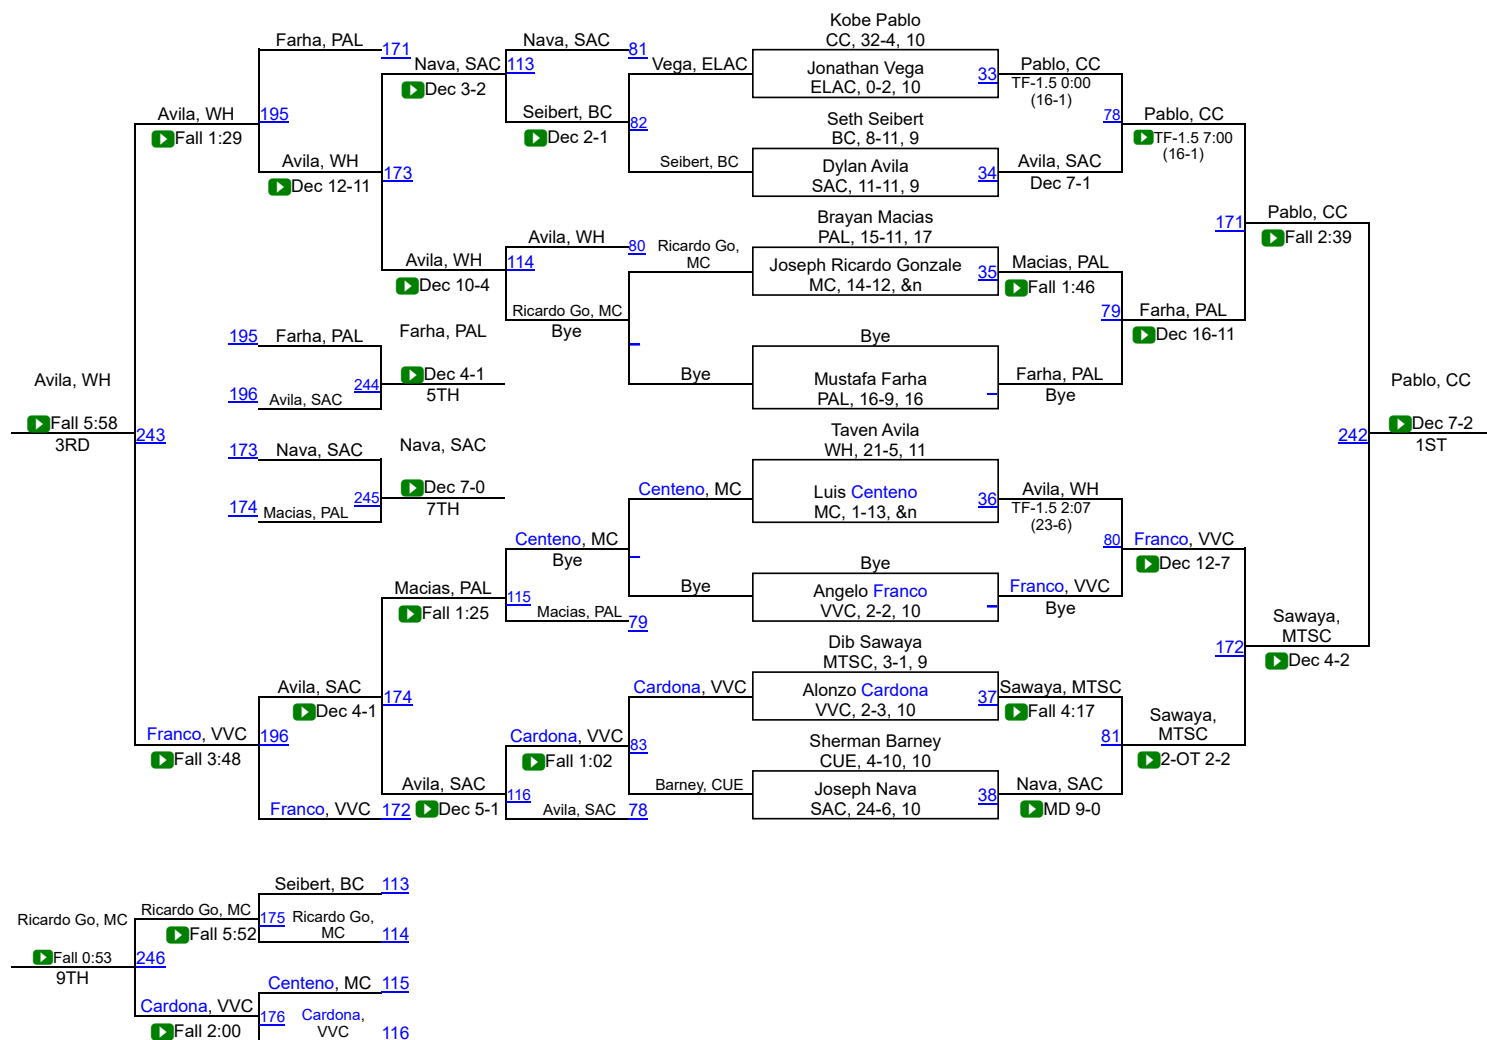 Kobe Pablo
CC, 32-4, 10
Farha, PAL
171
Nava, SAC
81
Nava, SAC
113
Vega, ELAC
Jonathan Vega
33
ELAC, 0-2, 10
Pablo, CC
TF-1.5 0:00
(16-1)
Dec 3-2
Avila, WH
195
Seibert, BC
82
Seth Seibert
BC, 8-11, 9
78
Pablo, CC
Fall 1:29
Dec 2-1
TF-1.5 7:00
(16-1)
Avila, WH
173
Seibert, BC
Dylan Avila
34
SAC, 11-11, 9
Avila, SAC
Dec 12-11
Dec 7-1
Brayan Macias
PAL, 15-11, 17
171
Pablo, CC
Avila, WH
80
Ricardo Go,
MC
Fall 2:39
Avila, WH
114
Joseph Ricardo Gonzale
35
MC, 14-12, &n
Macias, PAL
Dec 10-4
Fall 1:46
Ricardo Go, MC
79
Farha, PAL
195
Farha, PAL
Farha, PAL
Bye
Bye
Dec 16-11
Avila, WH
Dec 4-1
Bye
Mustafa Farha
PAL, 16-9, 16
Farha, PAL
Pablo, CC
196
Avila, SAC
244
5TH
Bye
Fall 5:58
3RD
243
Taven Avila
WH, 21-5, 11
242
Dec 7-2
1ST
173
Nava, SAC
Nava, SAC
Dec 7-0
Centeno, MC
Luis Centeno
36
MC, 1-13, &n
Avila, WH
TF-1.5 2:07
(23-6)
174
Macias, PAL
245
7TH
Centeno, MC
Bye
80
Franco, VVC
Bye
Dec 12-7
Macias, PAL
115
Bye
Angelo Franco
VVC, 2-2, 10
Franco, VVC
Fall 1:25
Macias, PAL
79
Bye
Dib Sawaya
MTSC, 3-1, 9
172
Sawaya,
MTSC
Dec 4-2
Avila, SAC
174
Cardona, VVC
Alonzo Cardona
37
VVC, 2-3, 10
Sawaya, MTSC
Dec 4-1
Fall 4:17
Franco, VVC
196
Cardona, VVC
83
Sherman Barney
CUE, 4-10, 10
81
Sawaya,
MTSC
Fall 3:48
Fall 1:02
2-OT 2-2
Avila, SAC
116
Barney, CUE
Joseph Nava
38
SAC, 24-6, 10
Nava, SAC
Franco, VVC
172
Dec 5-1
Avila, SAC
78
MD 9-0
Seibert, BC
113
Ricardo Go, MC
Ricardo Go, MC
175
Ricardo Go,
MC
114
Fall 5:52
Fall 0:53
246
9TH
Centeno, MC
115
Cardona, VVC
176
Cardona,
VVC
116
Fall 2:00